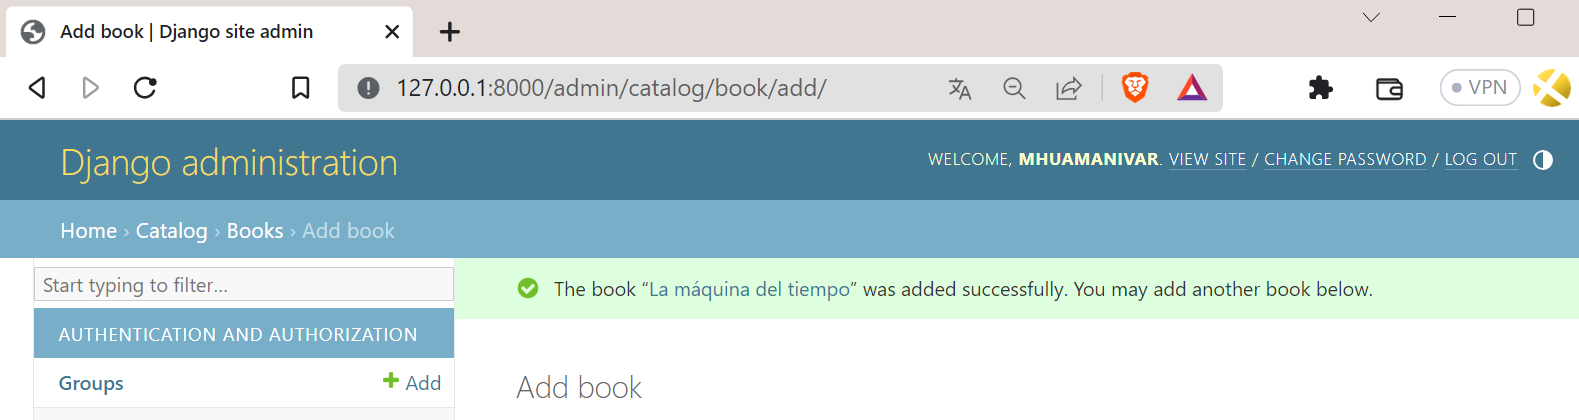 Add book | Django site admin
127.0.0.1:8000/admin/catalog/book/add/
VPN
Django administration
WELCOME, MHUAMANIVAR. VIEW SITE / CHANGE PASSWORD / LOG OUT
Home › Catalog › Books › Add book
Start typing to filter...
The book “La máquina del tiempo” was added successfully. You may add another book below.
AUTHENTICATION AND AUTHORIZATION
Groups
Add
Add book